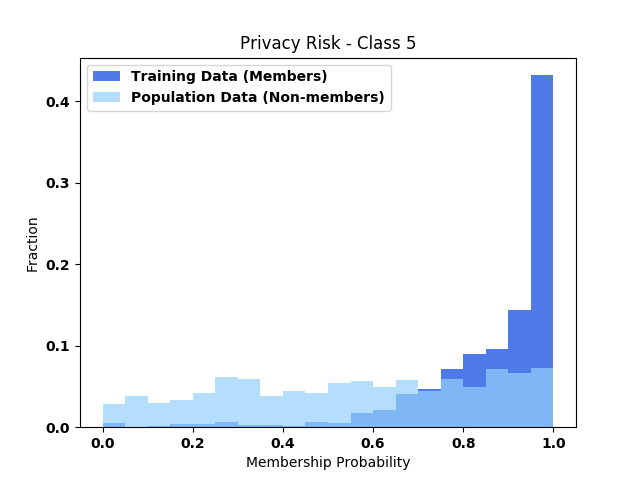 Privacy Risk - Class 5
Training Data (Members)
Population Data (Non-members)
0.4
0.3
0.2
0.1
0.0
Fraction
0.0 0.2 0.4 0.6 0.8 1.0
Membership Probability